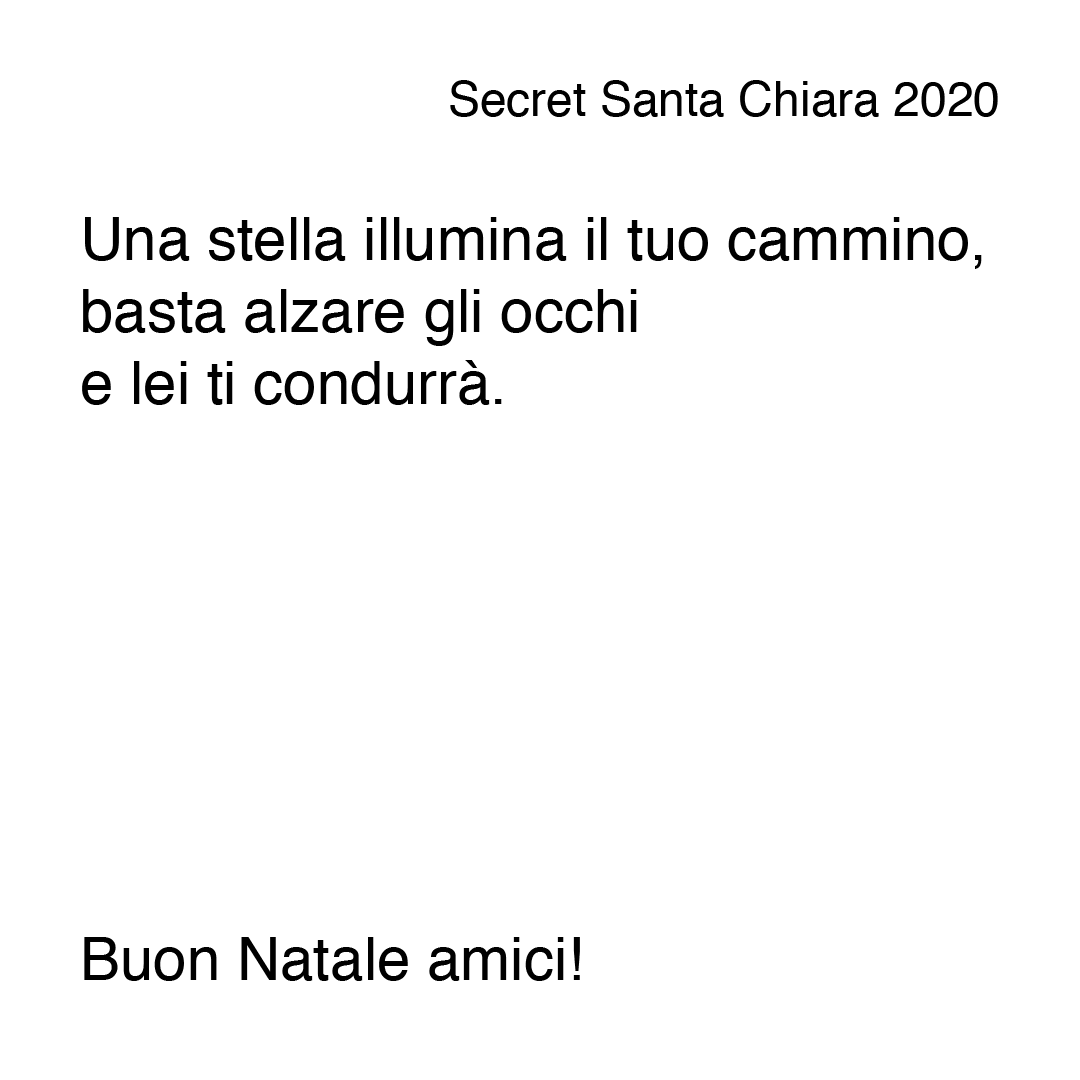 Secret Santa Chiara 2020
Una stella illumina il tuo cammino,
basta alzare gli occhi
e lei ti condurrà.
Buon Natale amici!